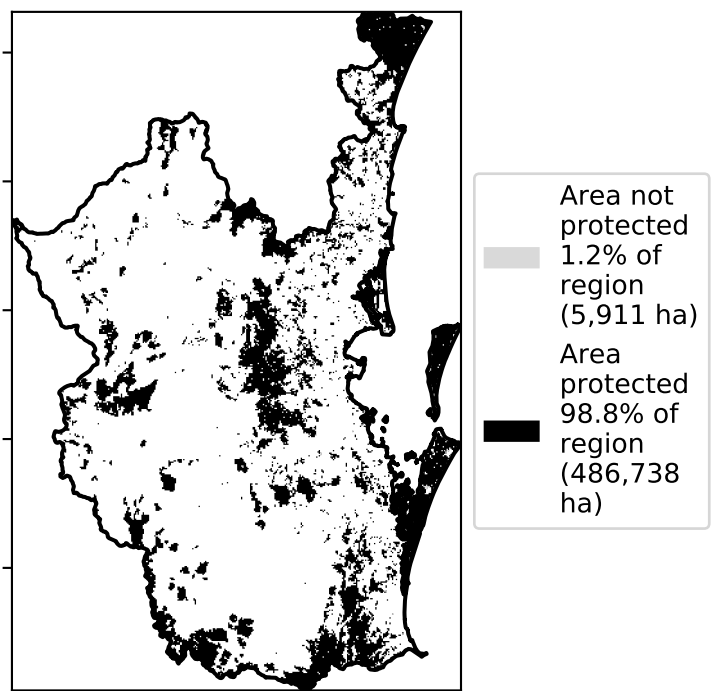 Area not
protected
1.2% of
region
(5,911 ha)
Area
protected
98.8% of
region
(486,738
ha)